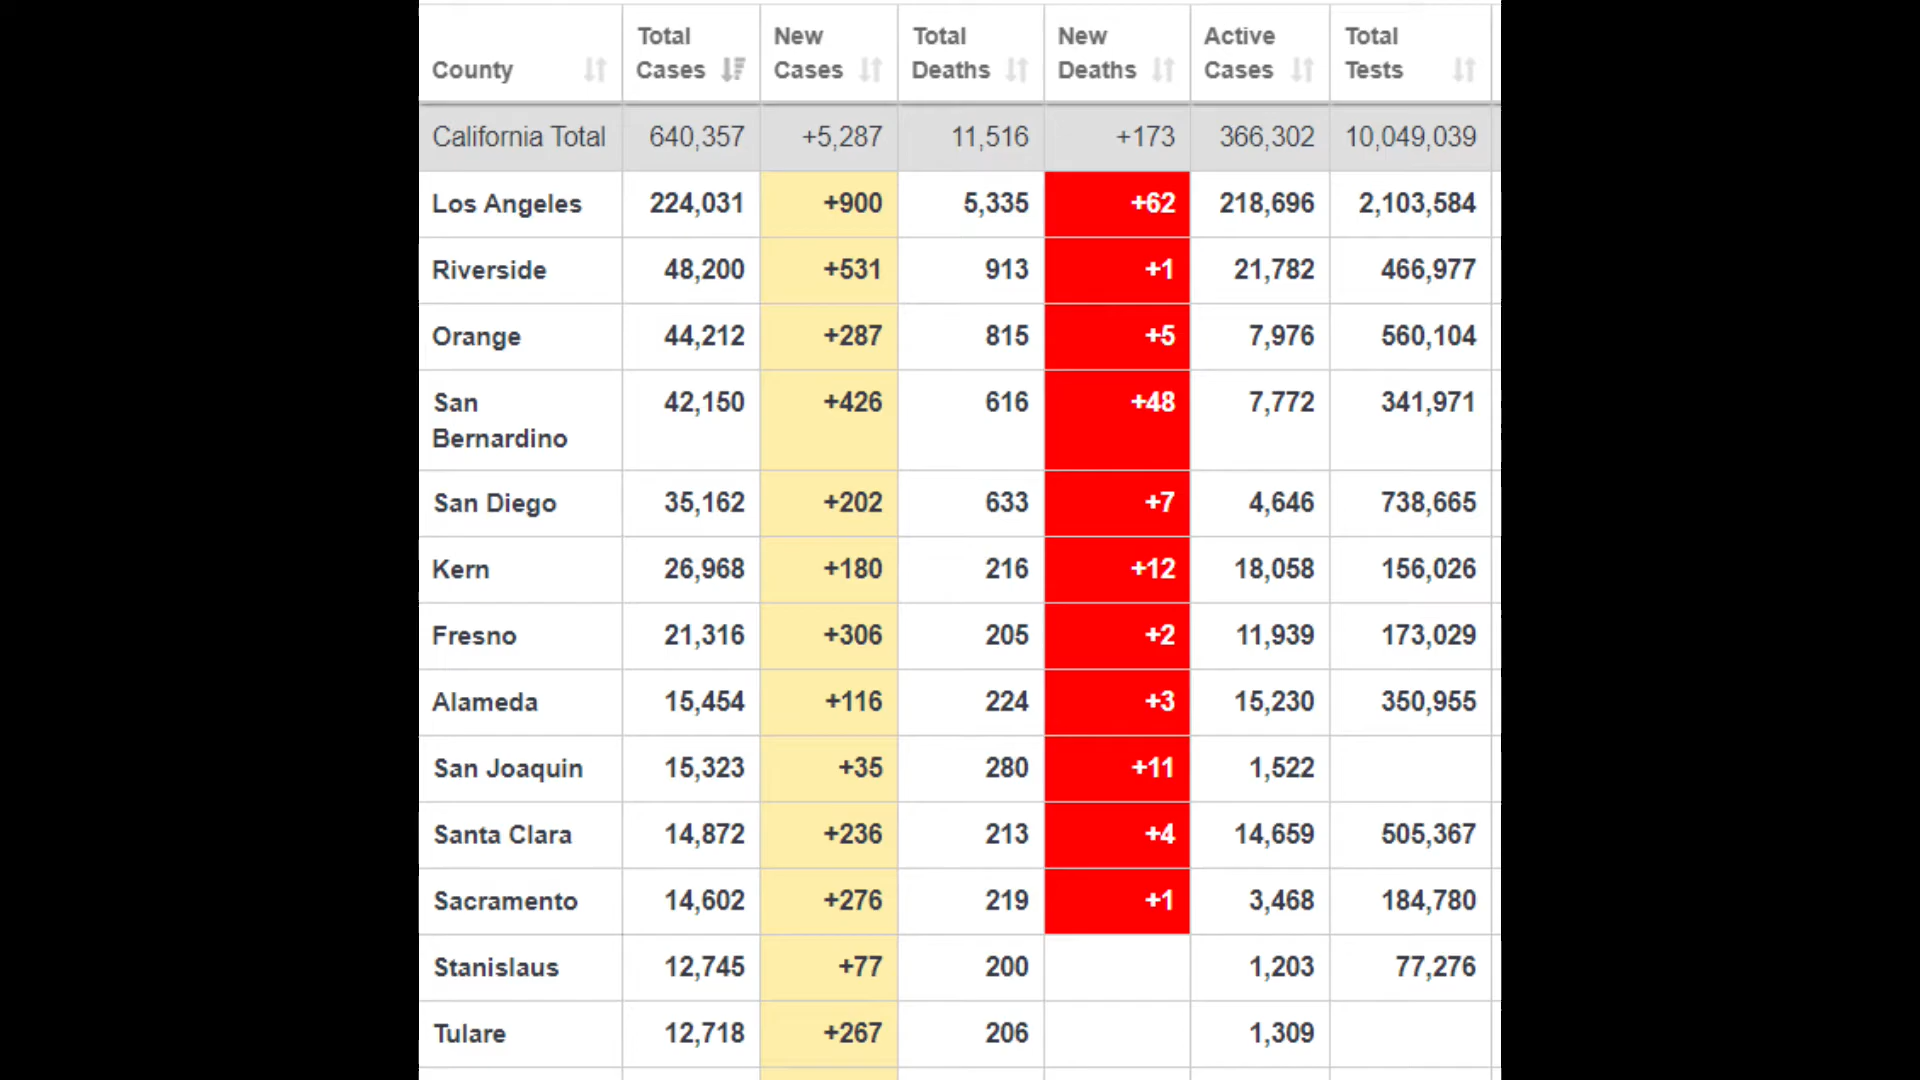 County Total Cases New Cases Total Deaths New Deaths Active Cases Total Tests
California Total 640,357 +5,287 11,516 +173 366,302 10,049,039
Los Angeles 224,031 +900 5,335 +62 218,696 2,103,584
Riverside 48,200 +531 913 +1 21,782 466,977
Orange 44,212 +287 815 +5 7,976 560,104
San Bernardino 42,150 +426 616 +48 7,772 341,971
San Diego 35,162 +202 633 +7 4,646 738,665
Kern 26,968 +180 216 +12 18,058 156,026
Fresno 21,316 +306 205 +2 11,939 173,029
Alameda 15,454 +116 224 +3 15,230 350,955
San Joaquin 15,323 +35 280 +11 1,522
Santa Clara 14,872 +236 213 +4 14,659 505,367
Sacramento 14,602 +276 219 +1 3,468 184,780
Stanislaus 12,745 +77 200 1,203 77,276
Tulare 12,718 +267 206 1,309